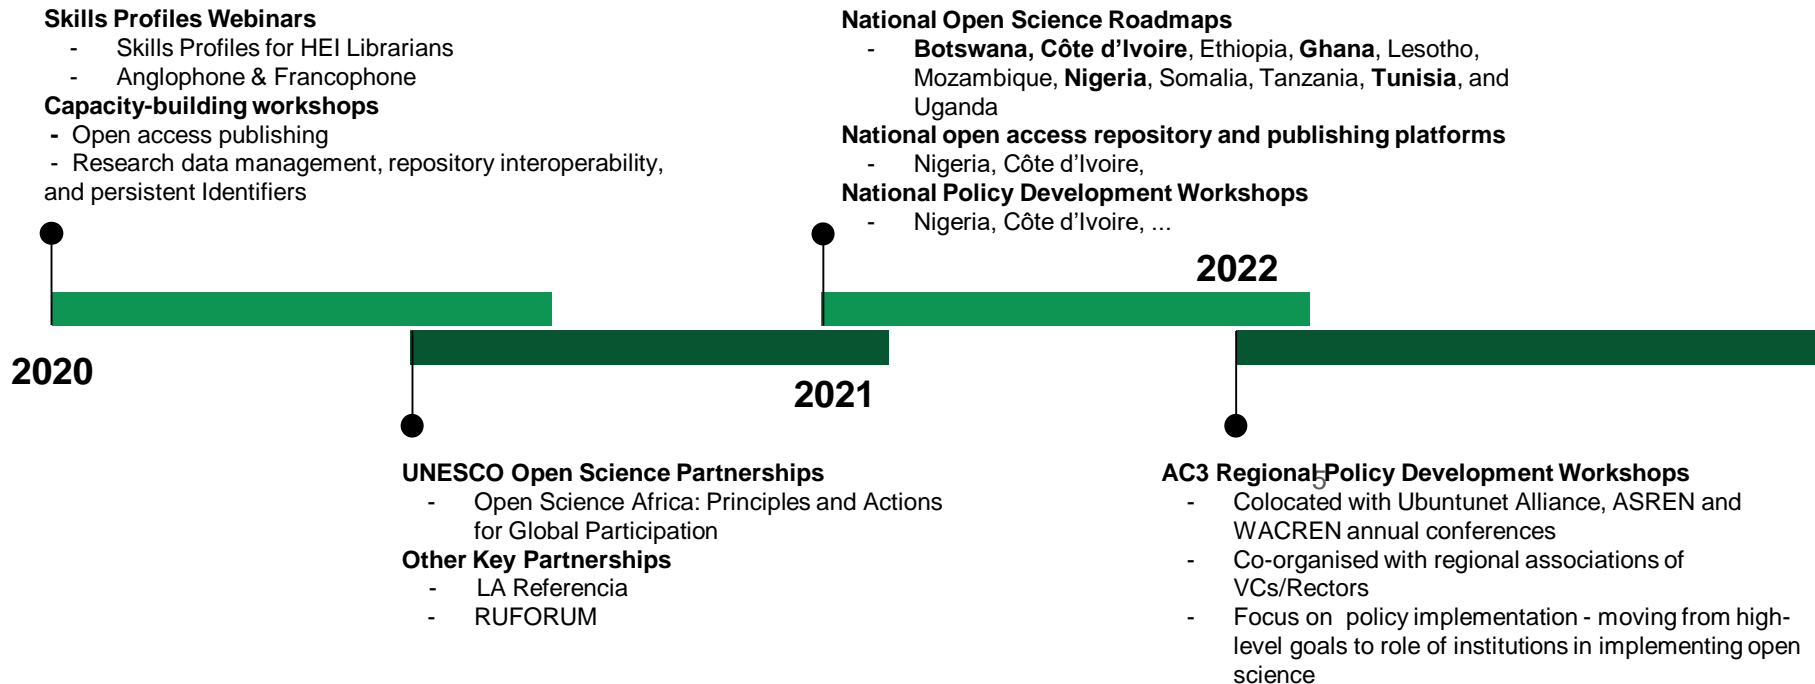 Skills Profiles Webinars
- Skills Profiles for HEI Librarians
- Anglophone & Francophone
Capacity-building workshops
- Open access publishing
- Research data management, repository interoperability,
and persistent Identifiers
National Open Science Roadmaps
- Botswana, Côte d’Ivoire, Ethiopia, Ghana, Lesotho,
Mozambique, Nigeria, Somalia, Tanzania, Tunisia, and
Uganda
National open access repository and publishing platforms
- Nigeria, Côte d’Ivoire,
National Policy Development Workshops
- Nigeria, Côte d’Ivoire, ...
2022
2020
2021
UNESCO Open Science Partnerships
- Open Science Africa: Principles and Actions
for Global Participation
Other Key Partnerships
- LA Referencia
- RUFORUM
AC3 Regional Policy Development Workshops
5
- Colocated with Ubuntunet Alliance, ASREN and
WACREN annual conferences
- Co-organised with regional associations of
VCs/Rectors
- Focus on policy implementation - moving from high-
level goals to role of institutions in implementing open
science